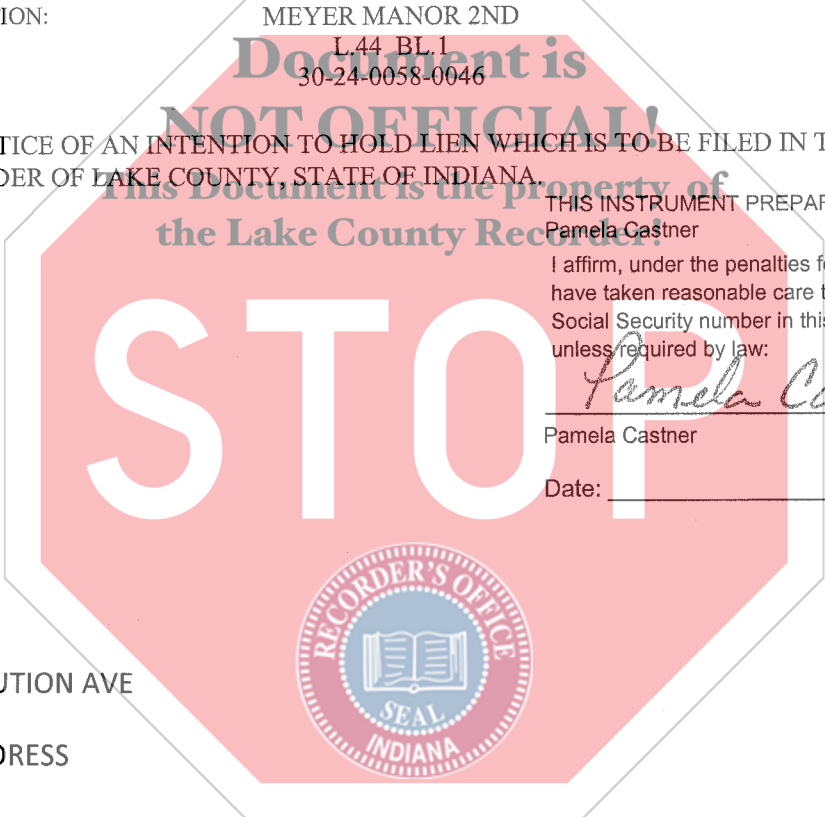 ION:
MEYER MANOR 2ND
L.44 BL.1
30-24-0058-0046
Document is
NOT OFFICIAL!
This Document is the property of
the Lake County Recorder!
TICE OF AN INTENTION TO HOLD LIEN WHICH IS TO BE FILED IN T
DER OF LAKE COUNTY, STATE OF INDIANA.
THIS INSTRUMENT PREPAR
Pamela Castner
I affirm, under the penalties f
have taken reasonable care t
Social Security number in this
unless required by law:
Pamela Ca
Pamela Castner
Date:
STOP
RECORDER'S OFFICE
SEAL
INDIANA
UTION AVE
DRESS